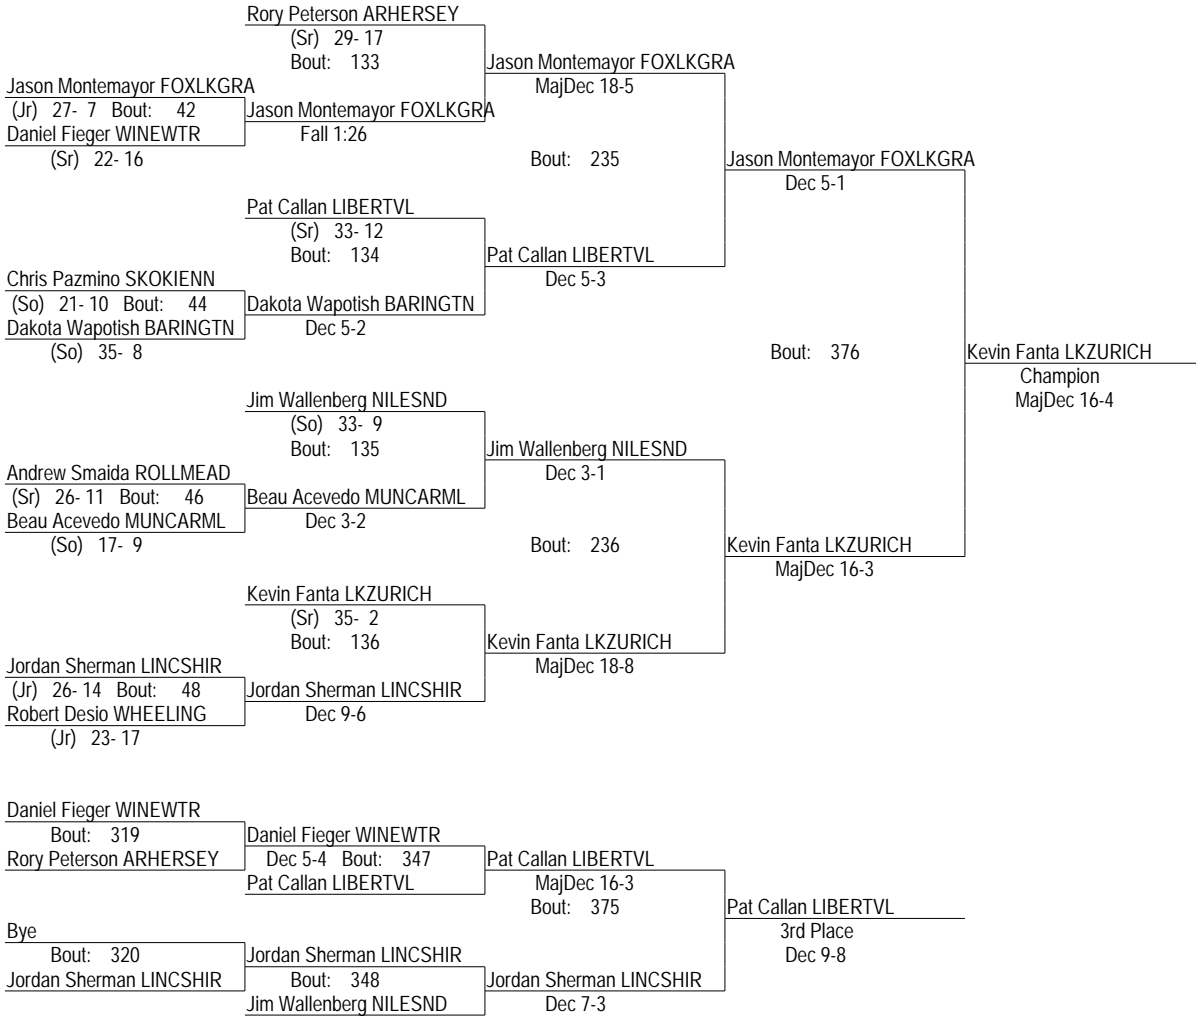 Rory Peterson ARHERSEY
(Sr) 29- 17
Bout: 133
Jason Montemayor FOXLKGRA
MajDec 18-5
Jason Montemayor FOXLKGRA
(Jr) 27- 7 Bout: 42
Jason Montemayor FOXLKGRA
Daniel Fieger WINEWTR
Fall 1:26
(Sr) 22- 16
Bout: 235
Jason Montemayor FOXLKGRA
Dec 5-1
Pat Callan LIBERTVL
(Sr) 33- 12
Bout: 134
Pat Callan LIBERTVL
Dec 5-3
Chris Pazmino SKOKIENN
(So) 21- 10 Bout: 44
Dakota Wapotish BARINGTN
Dakota Wapotish BARINGTN
Dec 5-2
(So) 35- 8
Bout: 376
Kevin Fanta LKZURICH
Champion
MajDec 16-4
Jim Wallenberg NILESND
(So) 33- 9
Bout: 135
Jim Wallenberg NILESND
Dec 3-1
Andrew Smaida ROLLMEAD
(Sr) 26- 11 Bout: 46
Beau Acevedo MUNCARML
Beau Acevedo MUNCARML
Dec 3-2
(So) 17- 9
Bout: 236
Kevin Fanta LKZURICH
MajDec 16-3
Kevin Fanta LKZURICH
(Sr) 35- 2
Bout: 136
Kevin Fanta LKZURICH
MajDec 18-8
Jordan Sherman LINCSHIR
(Jr) 26- 14 Bout: 48
Jordan Sherman LINCSHIR
Robert Desio WHEELING
Dec 9-6
(Jr) 23- 17
Daniel Fieger WINEWTR
Bout: 319
Daniel Fieger WINEWTR
Rory Peterson ARHERSEY
Dec 5-4 Bout: 347
Pat Callan LIBERTVL
Pat Callan LIBERTVL
MajDec 16-3
Bout: 375
Pat Callan LIBERTVL
3rd Place
Dec 9-8
Bye
Bout: 320
Jordan Sherman LINCSHIR
Jordan Sherman LINCSHIR
Bout: 348
Jordan Sherman LINCSHIR
Jim Wallenberg NILESND
Dec 7-3